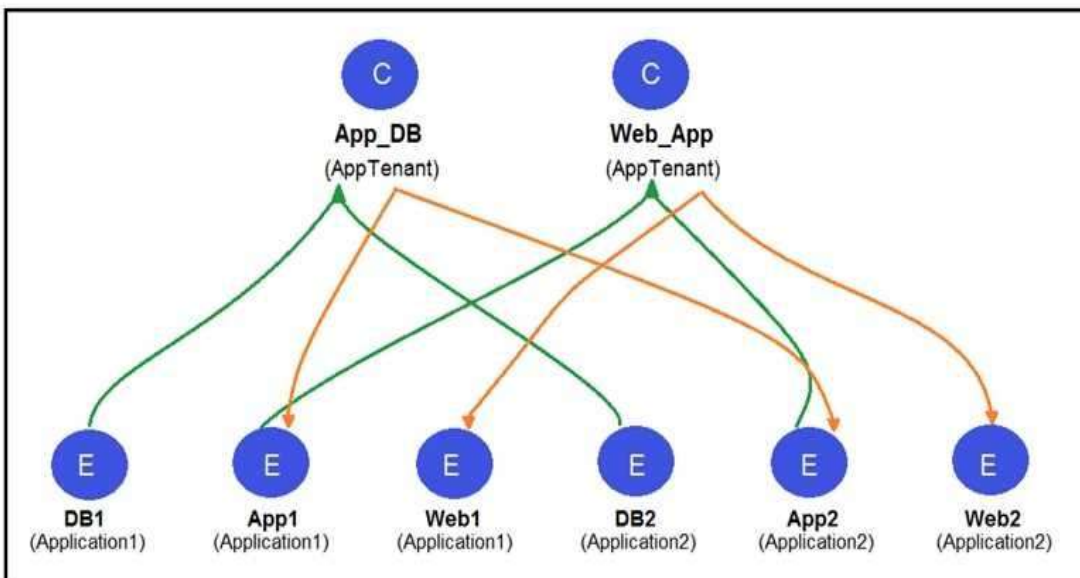 C
C
App_DB
Web_App
(AppTenant)
(AppTenant)
E
E
E
E
E
E
DB1
App1
Web1
DB2
App2
Web2
(Application1)
(Application1)
(Application1)
(Application2)
(Application2)
(Application2)